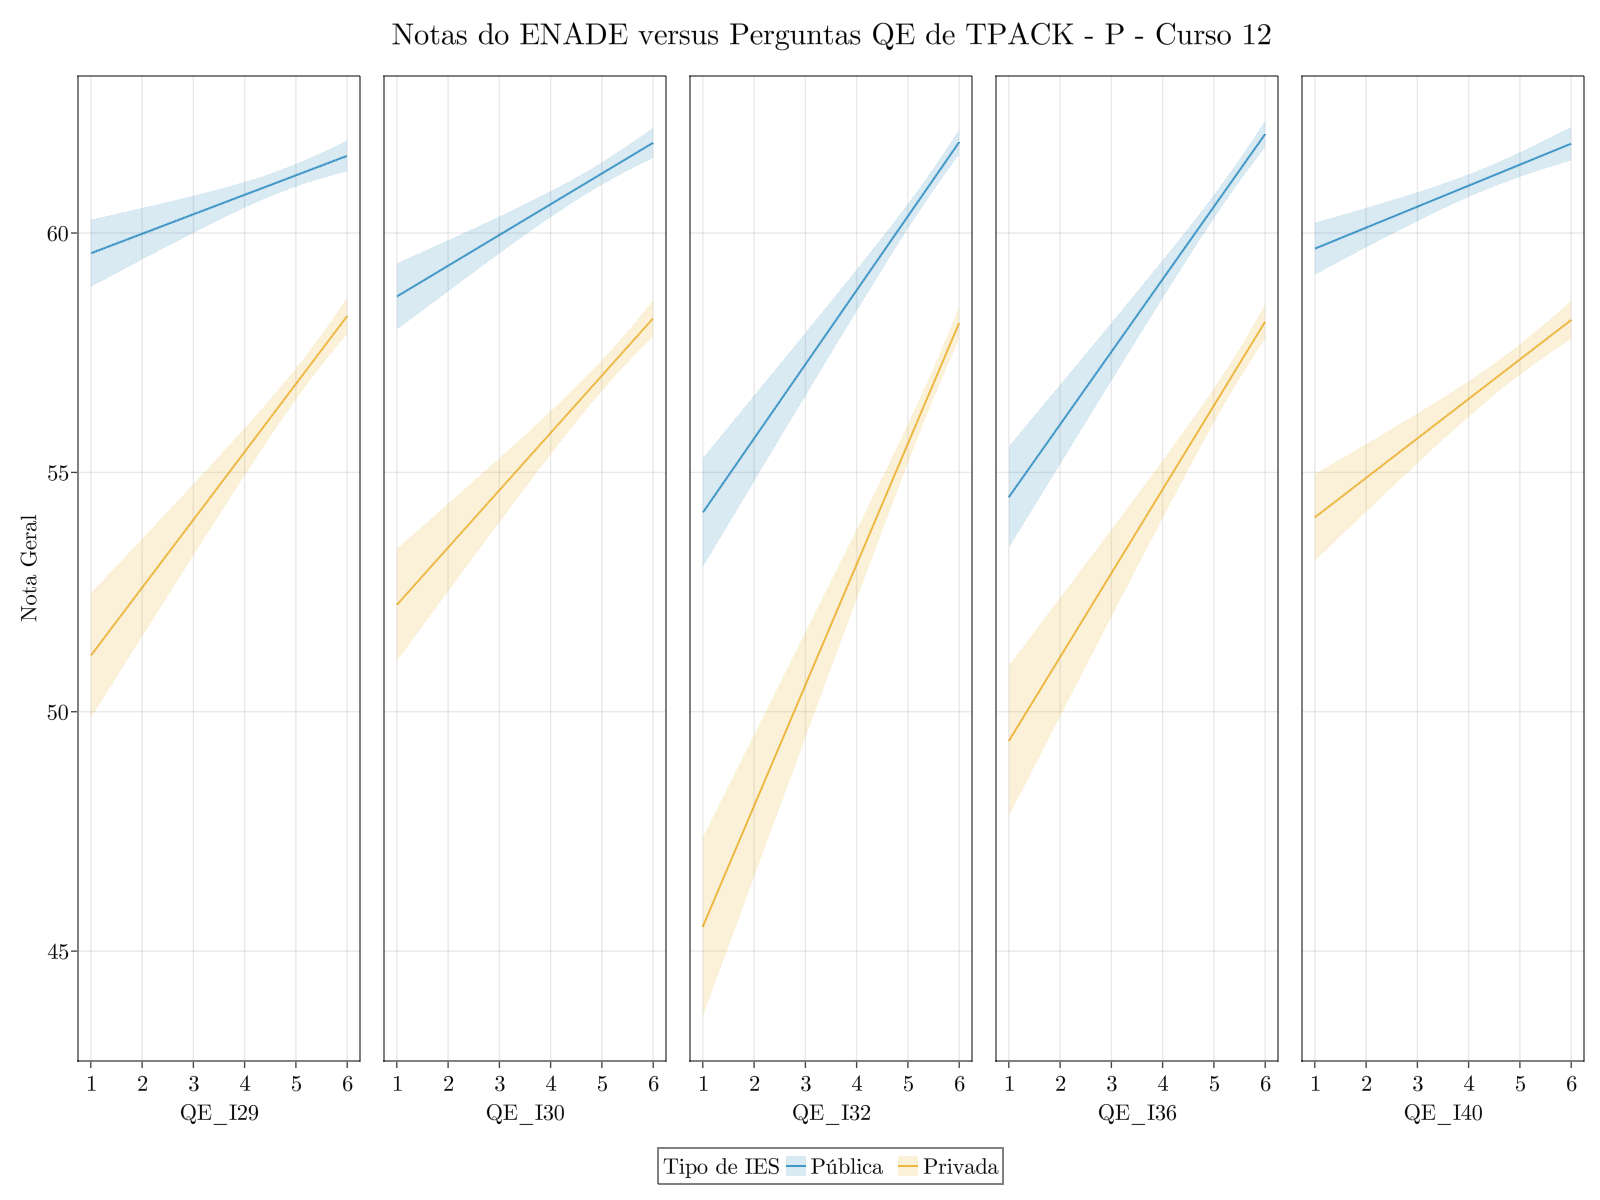 Notas do ENADE versus Perguntas QE de TPACK - P - Curso 12
Nota Geral
60
55
50
45
1 2 3 4 5 6
QE_I29
1 2 3 4 5 6
QE_I30
1 2 3 4 5 6
QE_I32
1 2 3 4 5 6
QE_I36
1 2 3 4 5 6
QE_I40
Tipo de IES Pública Privada